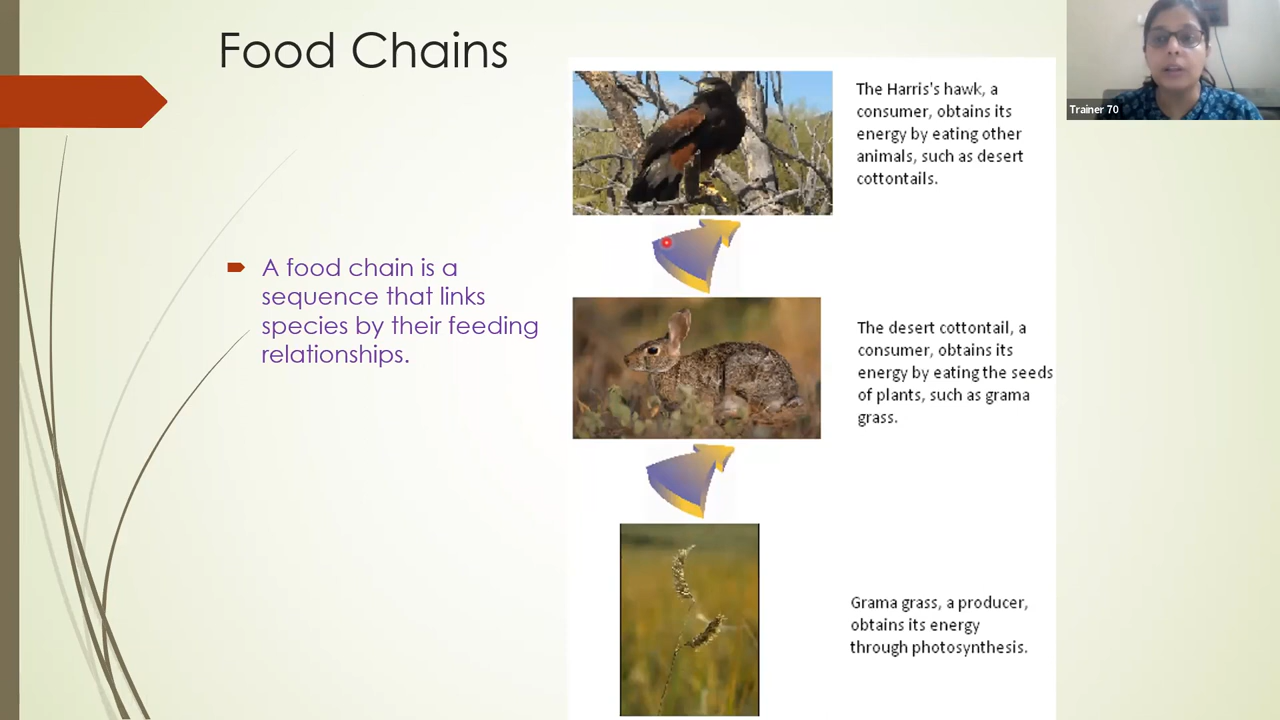 Food Chains
A food chain is a
sequence that links
species by their feeding
relationships.
The Harris's hawk, a
consumer, obtains its
energy by eating other
animals, such as desert
cottontails.
The desert cottontail, a
consumer, obtains its
energy by eating the seeds
of plants, such as grama
grass.
Grama grass, a producer,
obtains its energy
through photosynthesis.
Trainer 70